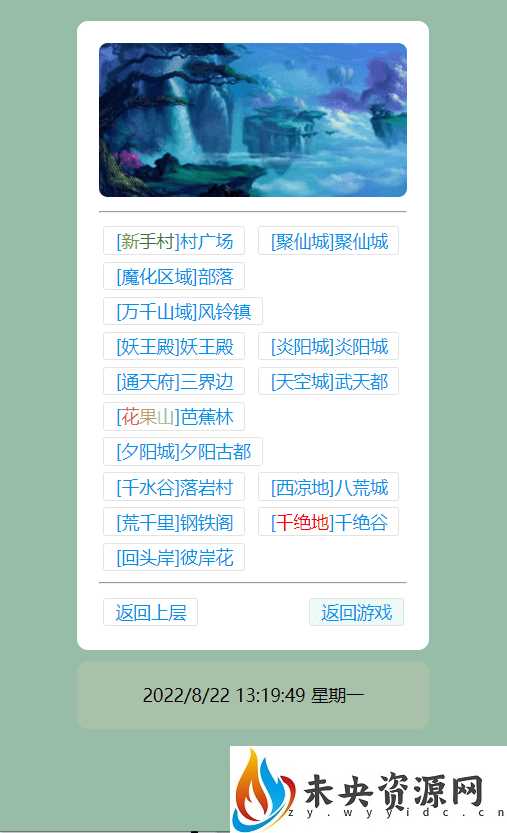 [新手村]村广场 [聚仙城]聚仙城
[魔化区域]部落
[万千山域]风铃镇
[妖王殿]妖王殿 [炎阳城]炎阳城
[通天府]三界边 [天空城]武天都
[花果山]芭蕉林
[夕阳城]夕阳古都
[千水谷]落岩村 [西凉地]八荒城
[荒千里]钢铁阁 [千绝地]千绝谷
[回头岸]彼岸花
返回上层 返回游戏
2022/8/22 13:19:49 星期一
未央资源网
zy.wyyidc.cn